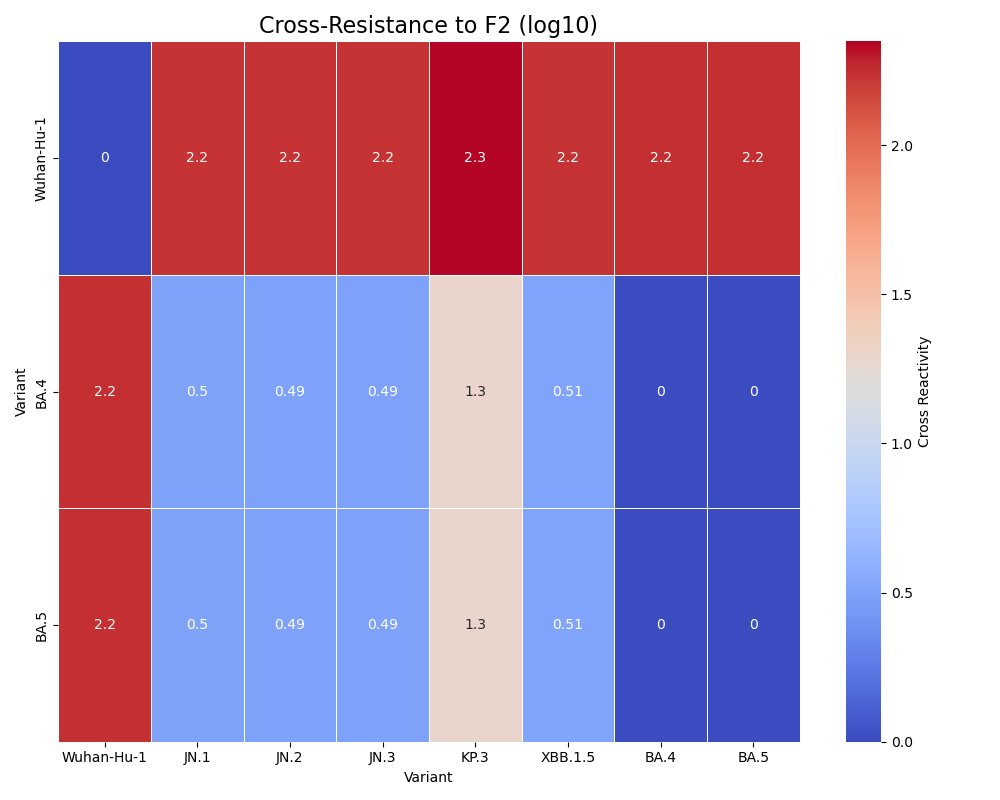 Cross-Resistance to F2 (log10)
Wuhan-Hu-1
0 2.2 2.2 2.2 2.3 2.2 2.2 2.2
BA.4
2.2 0.5 0.49 0.49 1.3 0.51 0 0
BA.5
2.2 0.5 0.49 0.49 1.3 0.51 0 0
Variant
Wuhan-Hu-1 JN.1 JN.2 JN.3 KP.3 XBB.1.5 BA.4 BA.5
Variant
2.0
1.5
1.0
0.5
0.0
Cross Reactivity